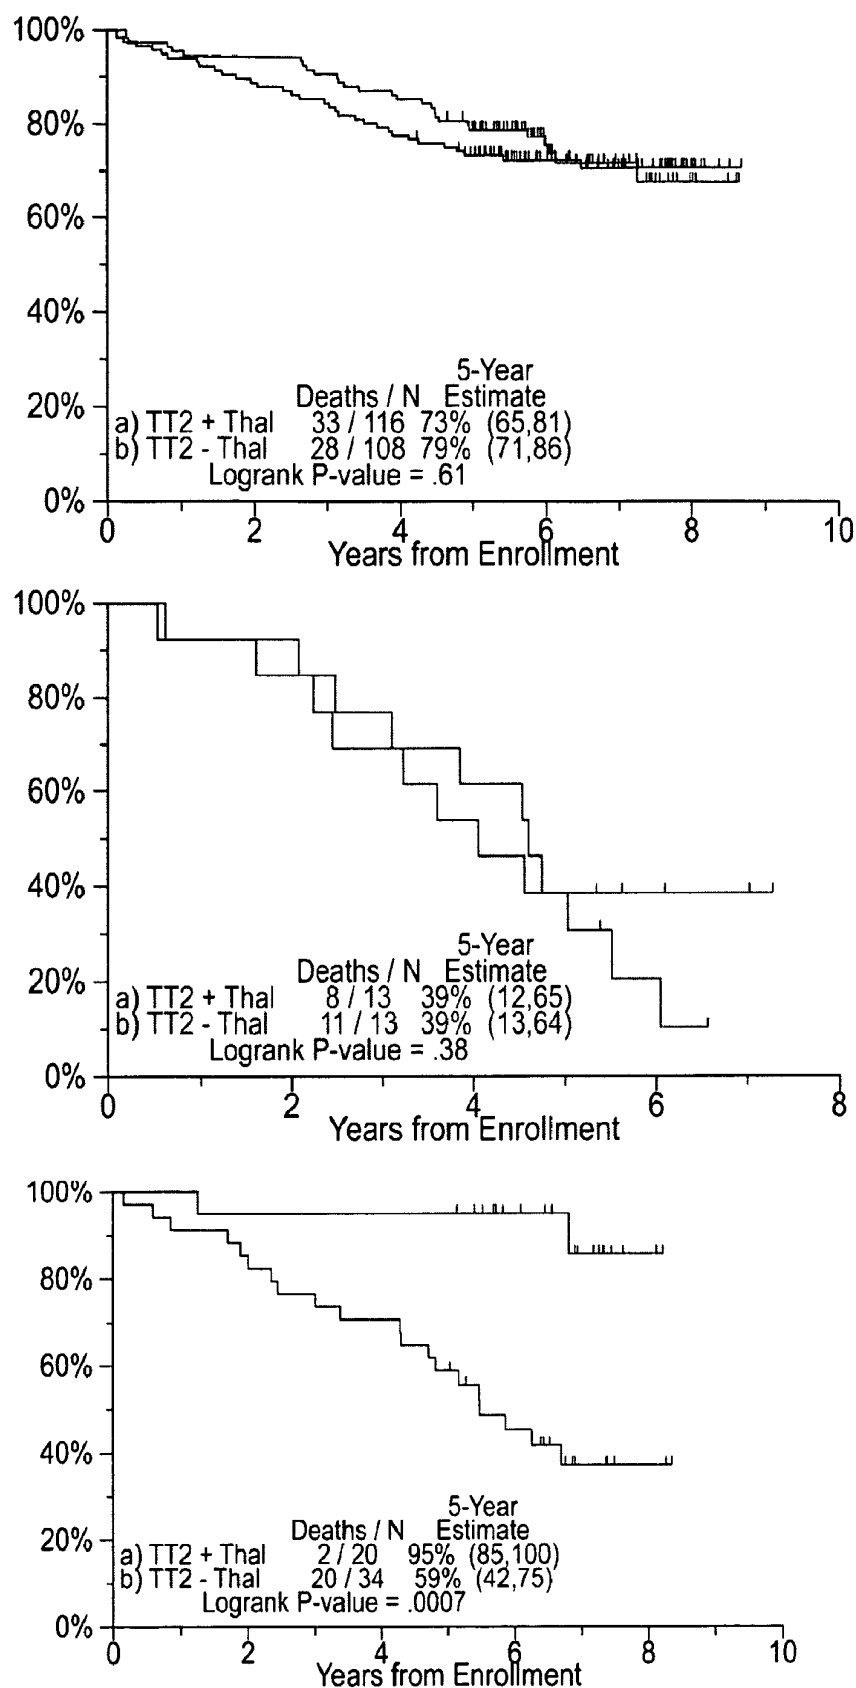 100%
80%
60%
40%
5-Year
Deaths / N Estimate
20%
a) TT2 + Thal 33 / 116 73% (65,81)
b) TT2 - Thal 28 / 108 79% (71,86)
Logrank P-value = .61
0%
0 2 4 6 8 10
Years from Enrollment
100%
80%
60%
40%
5-Year
Deaths / N Estimate
20%
a) TT2 + Thal 8 / 13 39% (12,65)
b) TT2 - Thal 11 / 13 39% (13,64)
Logrank P-value = .38
0%
0 2 4 6 8
Years from Enrollment
100%
80%
60%
40%
5-Year
Deaths / N Estimate
20%
a) TT2 + Thal 2 / 20 95% (85,100)
b) TT2 - Thal 20 / 34 59% (42,75)
Logrank P-value = .0007
0%
0 2 4 6 8 10
Years from Enrollment